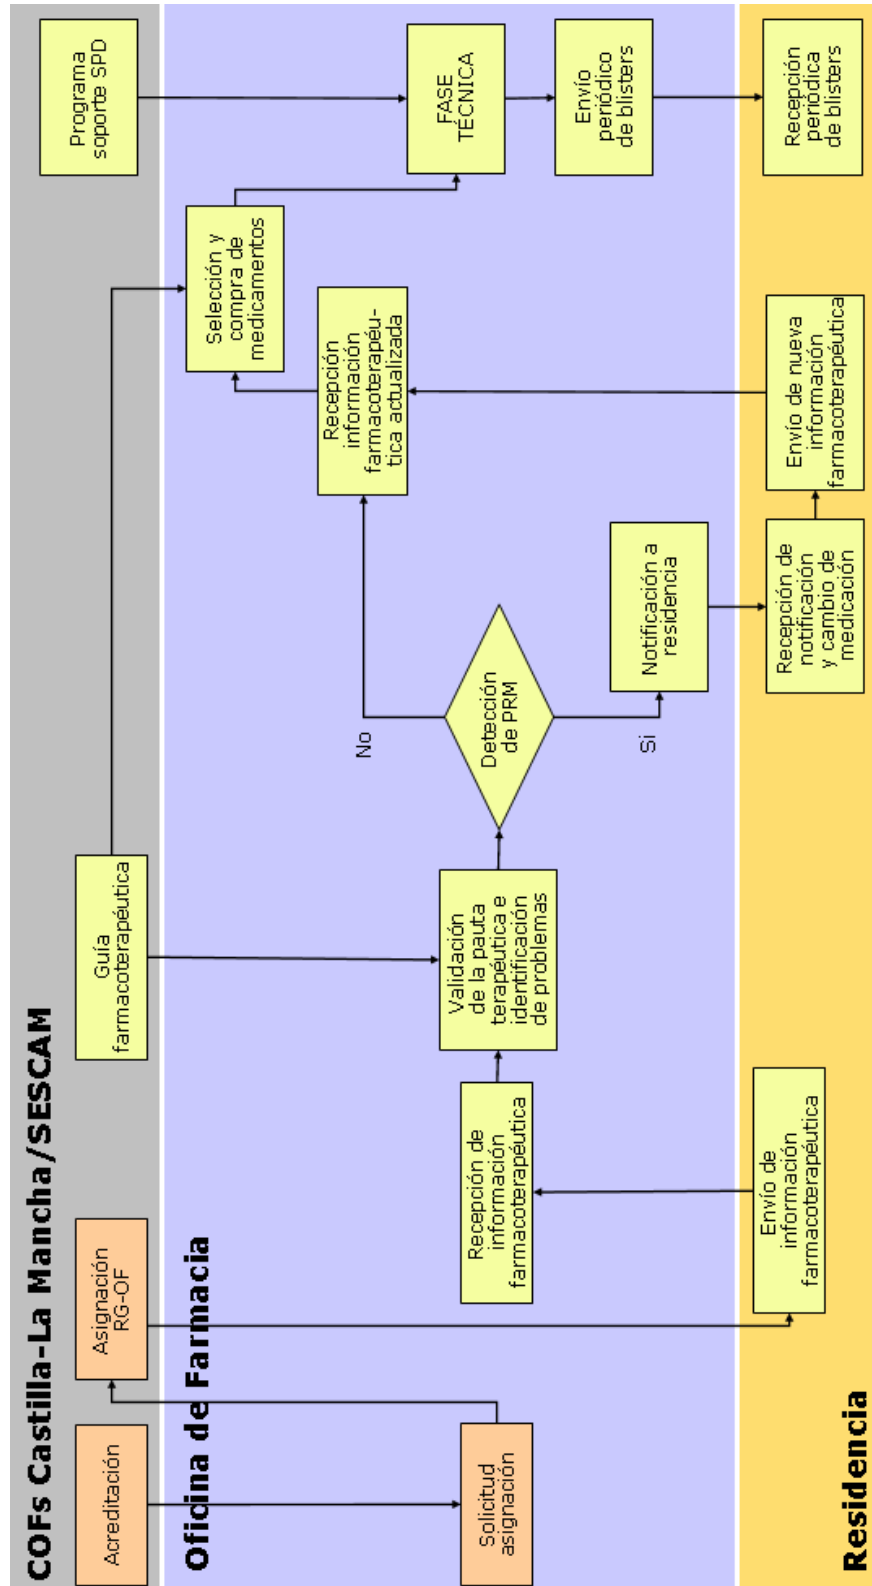 COFs Castilla-La Mancha/SESCAM
Acreditación
Asignación
RG-OF
Guía
farmacoterapéutica
Programa
soporte SPD
Oficina de Farmacia
Solicitud
asignación
Recepción de
información
farmacoterapéutica
Validación
de la pauta
terapéutica e
identificación
de problemas
Detección
de PRM
No
Si
Notificación a
residencia
Recepción
información
farmacoterapéu-
tica actualizada
Selección y
compra de
medicamentos
FASE
TÉCNICA
Envío
periódico
de blisters
Residencia
Envío de
información
farmacoterapéutica
Recepción de
notificación
y cambio de
medicación
Envío de nueva
información
farmacoterapéutica
Recepción
periódica
de blisters